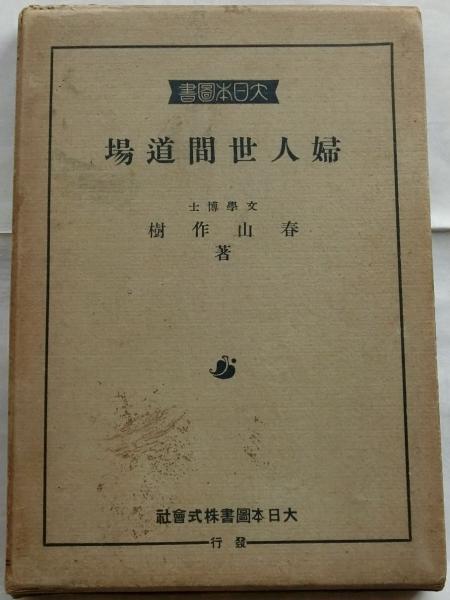 大日本圖書
婦人世間道場
文學博士
春山作樹
著
大日本圖書株式會社
發行